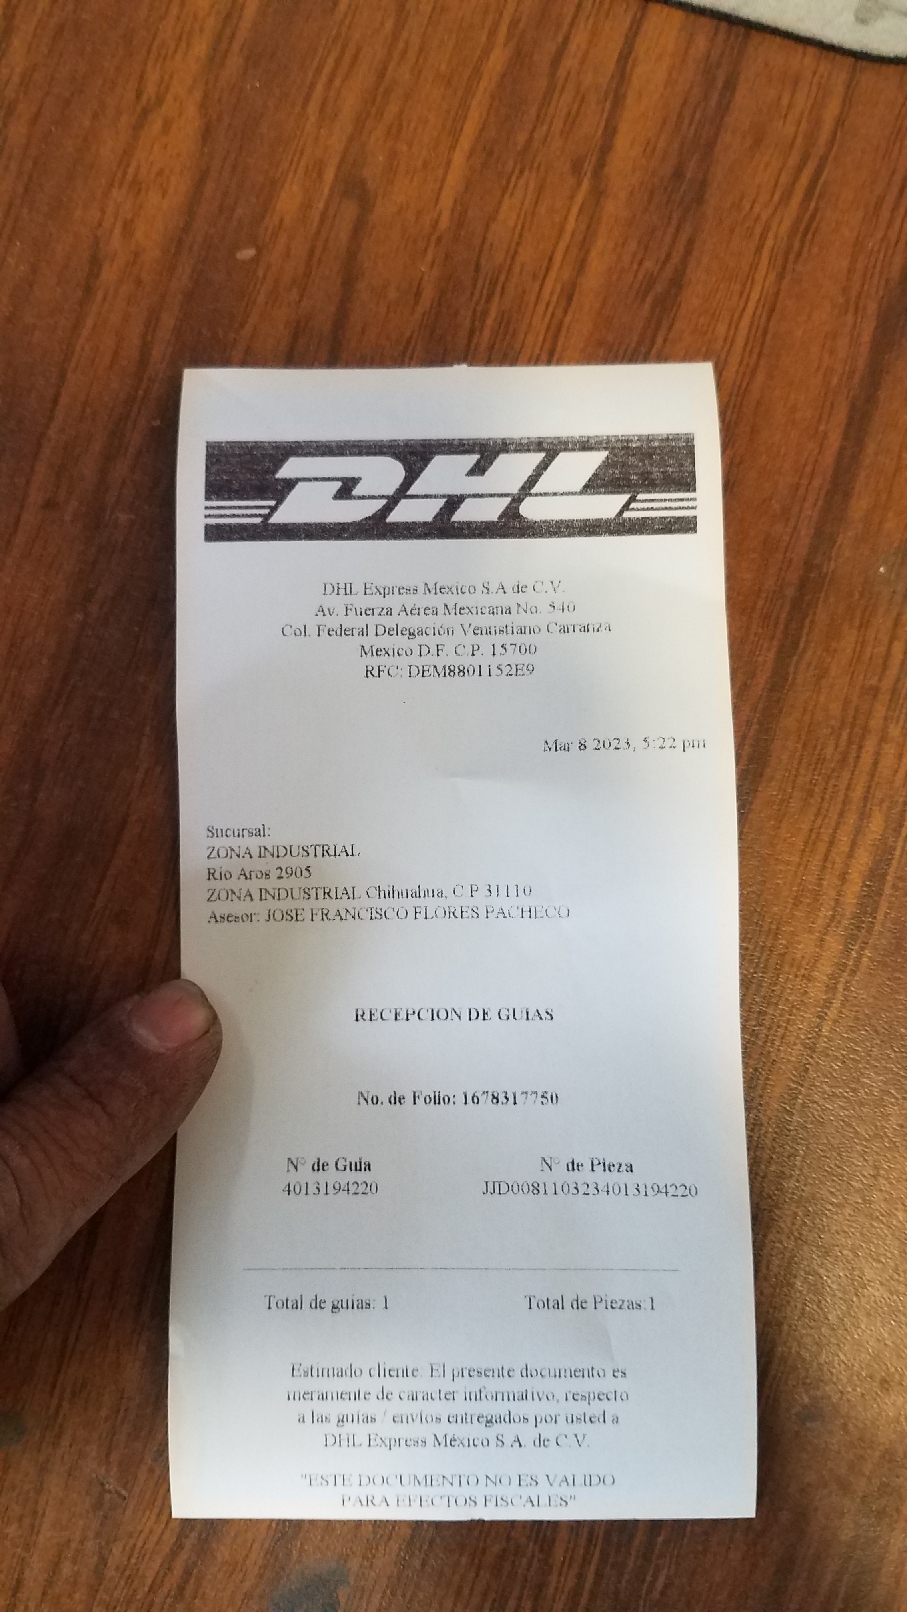 DHL
DHL Express Mexico S.A de C.V.
Av. Fuerza Aérea Mexicana No. 540
Col. Federal Delegación Venustiano Carranza
Mexico D.F. C.P. 15700
RFC: DEM8801152E9
Mar 8 2023, 5:22 pm
Sucursal:
ZONA INDUSTRIAL
Rio Aros 2905
ZONA INDUSTRIAL Chihuahua, C P 31110
Asesor: JOSE FRANCISCO FLORES PACHECO
RECEPCION DE GUIAS
No. de Folio: 1678317750
N° de Guia N° de Pieza
4013194220 JJD0081103234013194220
Total de guias: 1 Total de Piezas:1
Estimado cliente: El presente documento es
meramente de caracter informativo, respecto
a las guías / envíos entregados por usted a
DHL Express México S.A. de C.V.
"ESTE DOCUMENTO NO ES VALIDO
PARA EFECTOS FISCALES"